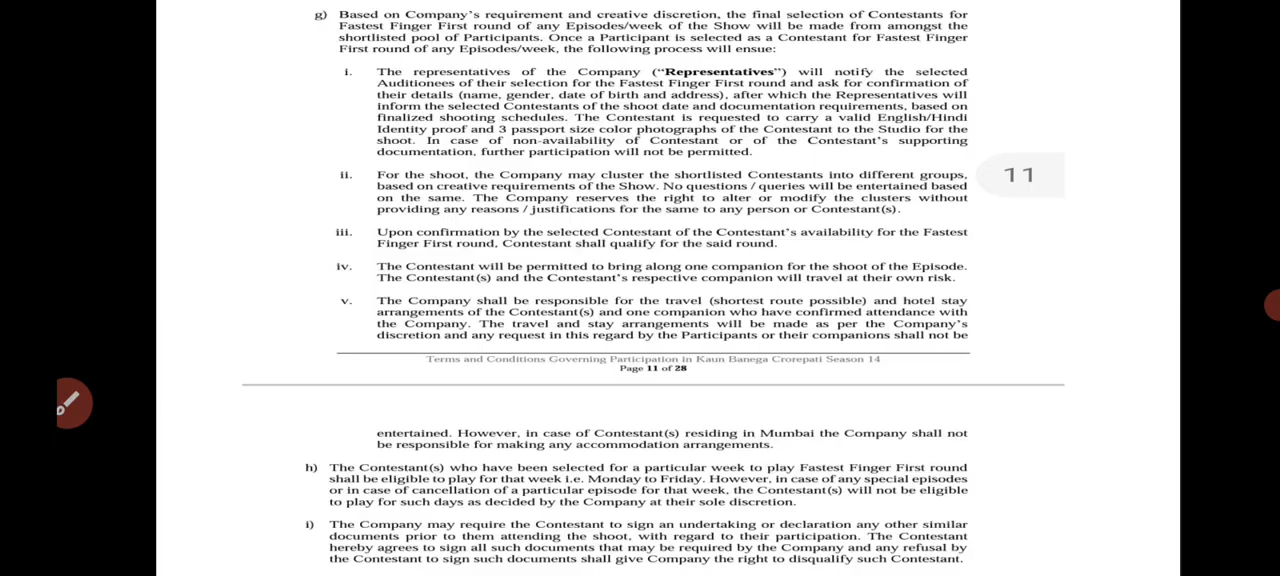 g) Based on Company's requirement and creative discretion, the final selection of Contestants for
Fastest Finger First round of any Episodes/week of the Show will be made from amongst the
shortlisted pool of Participants. Once a Participant is selected as a Contestant for Fastest Finger
First round of any Episodes/week, the following process will ensue:
i. The representatives of the Company ("Representatives") will notify the selected
Auditionees of their selection for the Fastest Finger First round and ask for confirmation of
their details (name, gender, date of birth and address), after which the Representatives will
inform the selected Contestants of the shoot date and documentation requirements, based on
finalized shooting schedules. The Contestant is requested to carry a valid English/Hindi
Identity proof and 3 passport size color photographs of the Contestant to the Studio for the
shoot. In case of non-availability of Contestant or of the Contestant's supporting
documentation, further participation will not be permitted.
11
ii. For the shoot, the Company may cluster the shortlisted Contestants into different groups,
based on creative requirements of the Show. No questions / queries will be entertained based
on the same. The Company reserves the right to alter or modify the clusters without
providing any reasons / justifications for the same to any person or Contestant(s).
iii. Upon confirmation by the selected Contestant of the Contestant's availability for the Fastest
Finger First round, Contestant shall qualify for the said round.
iv. The Contestant will be permitted to bring along one companion for the shoot of the Episode.
The Contestant(s) and the Contestant's respective companion will travel at their own risk.
v. The Company shall be responsible for the travel (shortest route possible) and hotel stay
arrangements of the Contestant(s) and one companion who have confirmed attendance with
the Company. The travel and stay arrangements will be made as per the Company's
discretion and any request in this regard by the Participants or their companions shall not be
Terms and Conditions Governing Participation in Kaun Banega Crorepati Season 14
Page 11 of 28
entertained. However, in case of Contestant(s) residing in Mumbai the Company shall not
be responsible for making any accommodation arrangements.
h) The Contestant(s) who have been selected for a particular week to play Fastest Finger First round
shall be eligible to play for that week i.e. Monday to Friday. However, in case of any special episodes
or in case of cancellation of a particular episode for that week, the Contestant(s) will not be eligible
to play for such days as decided by the Company at their sole discretion.
i) The Company may require the Contestant to sign an undertaking or declaration any other similar
documents prior to them attending the shoot, with regard to their participation. The Contestant
hereby agrees to sign all such documents that may be required by the Company and any refusal by
the Contestant to sign such documents shall give Company the right to disqualify such Contestant.